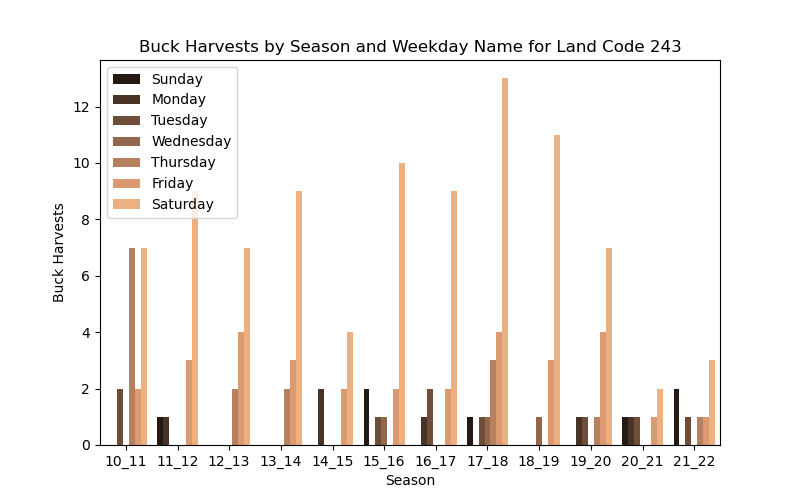 Buck Harvests by Season and Weekday Name for Land Code 243
Sunday
Monday
Tuesday
Wednesday
Thursday
Friday
Saturday
12
10
8
6
4
2
0
Buck Harvests
10_11 11_12 12_13 13_14 14_15 15_16 16_17 17_18 18_19 19_20 20_21 21_22
Season